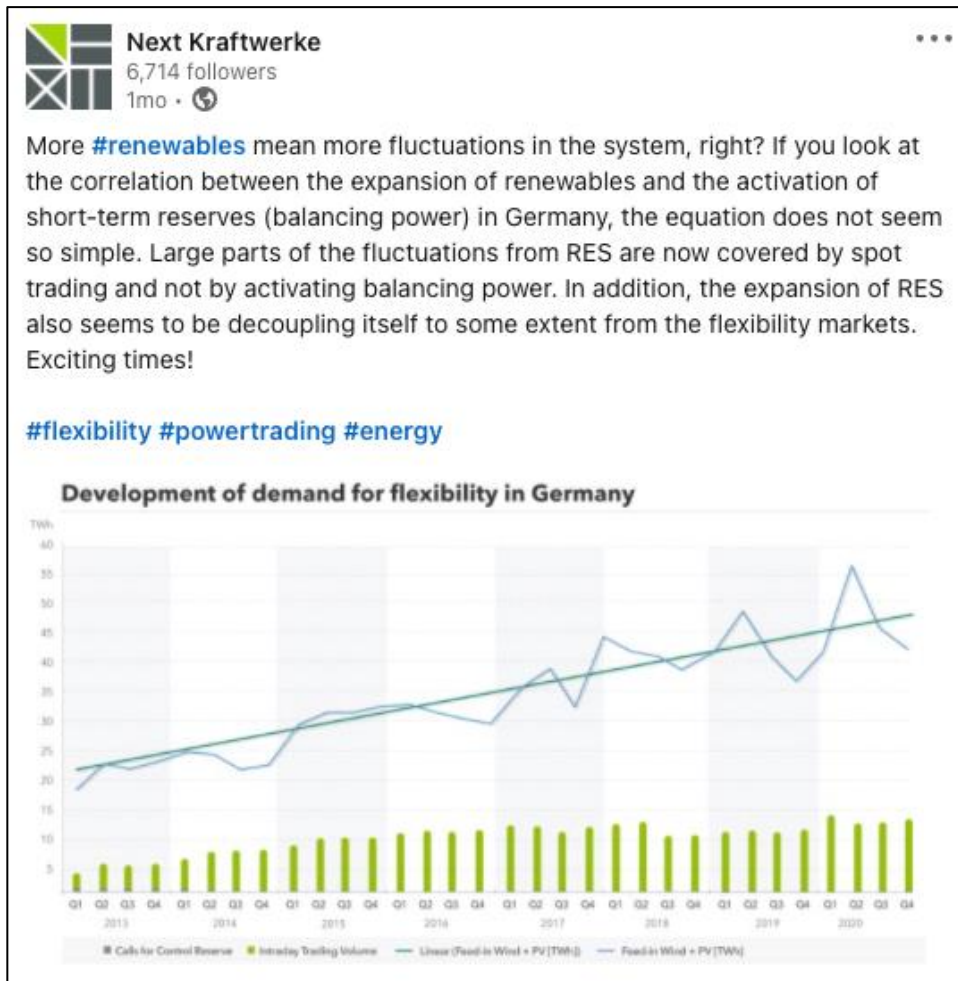 Next Kraftwerke
6,714 followers
1mo •
More #renewables mean more fluctuations in the system, right? If you look at
the correlation between the expansion of renewables and the activation of
short-term reserves (balancing power) in Germany, the equation does not seem
so simple. Large parts of the fluctuations from RES are now covered by spot
trading and not by activating balancing power. In addition, the expansion of RES
also seems to be decoupling itself to some extent from the flexibility markets.
Exciting times!
#flexibility #powertrading #energy
Development of demand for flexibility in Germany
TWh
60
55
50
45
40
35
30
25
20
15
10
5
Q1 Q2 Q3 Q4 Q1 Q2 Q3 Q4 Q1 Q2 Q3 Q4 Q1 Q2 Q3 Q4 Q1 Q2 Q3 Q4 Q1 Q2 Q3 Q4 Q1 Q2 Q3 Q4 Q1 Q2 Q3 Q4
2013 2014 2015 2016 2017 2018 2019 2020
Calls for Control Reserve Intraday Trading Volume Linear (Feed-in Wind + PV [TWh]) Feed-in Wind + PV [TWh]